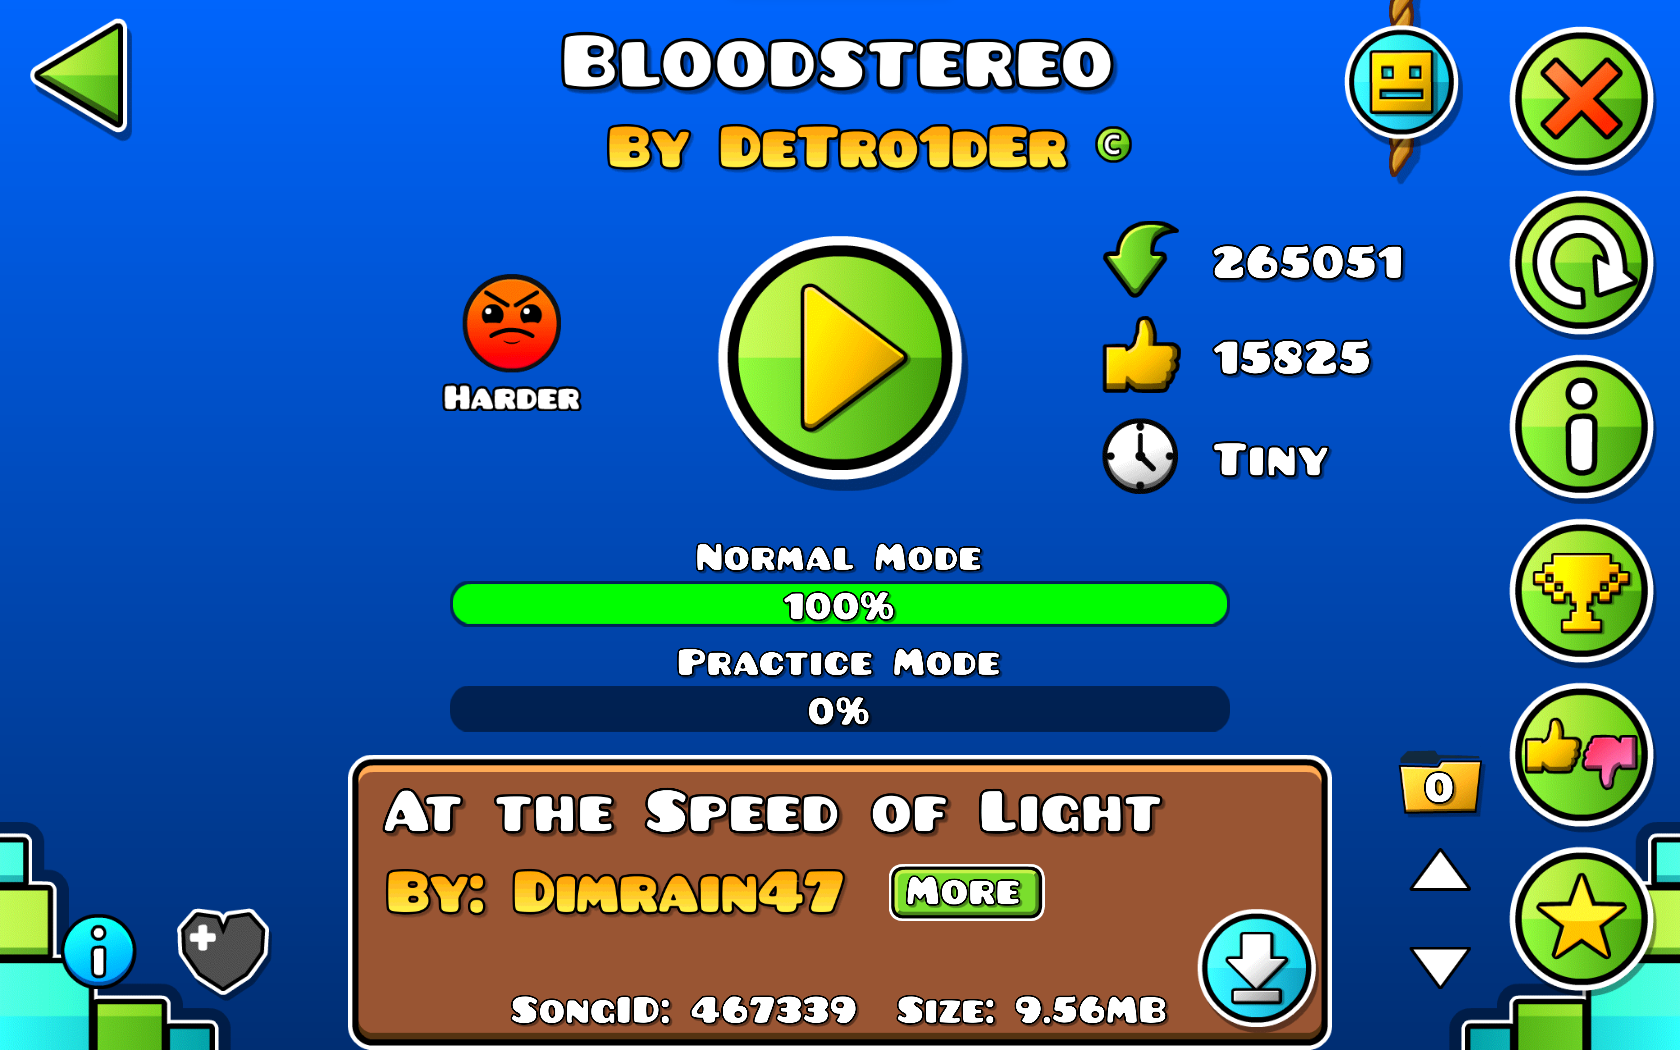 Bloodstereo
By DeTro1dEr
C
265051
Harder
15825
Tiny
Normal Mode
100%
Practice Mode
0%
At the Speed of Light
0
By: Dimrain47
More
SongID: 467339 Size: 9.56MB